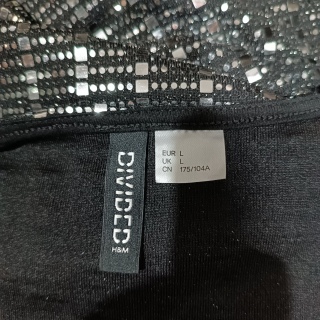 DIVIDED
H&M
EUR L
UK L
CN 175/104A